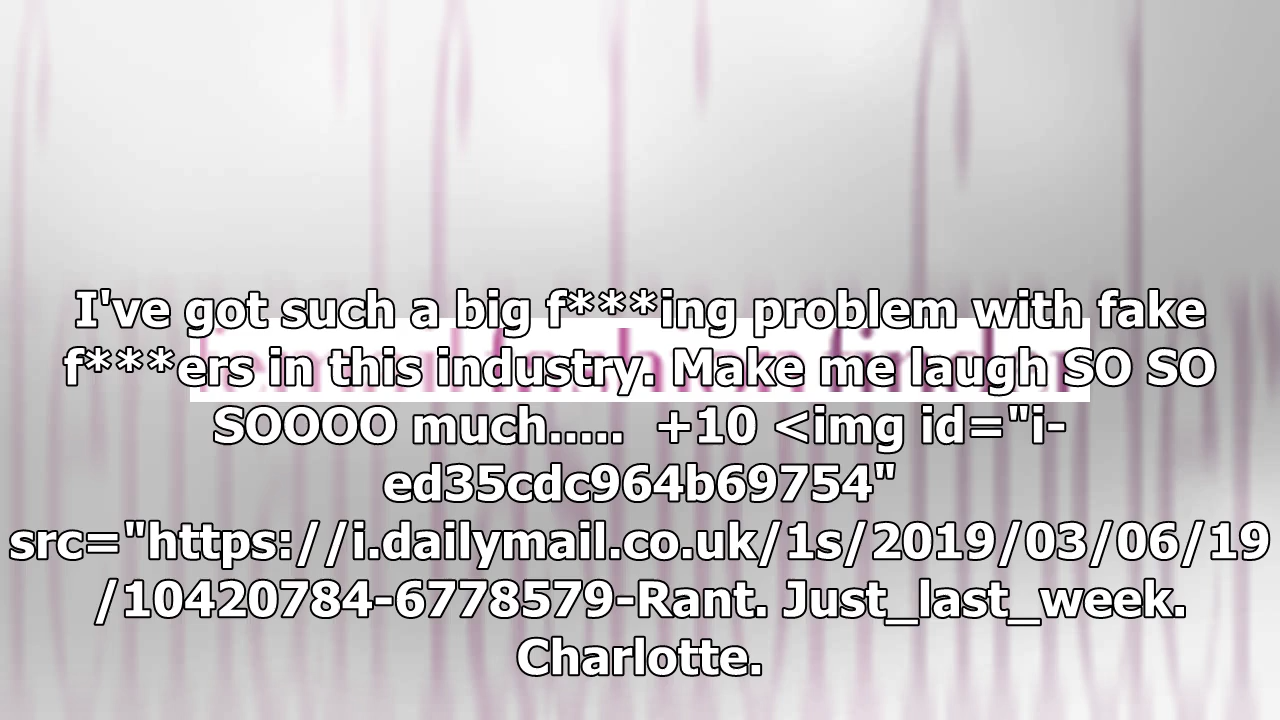 I've got such a big f***ing problem with fake
f***ers in this industry. Make me laugh SO SO
SOOOO much..... +10 <img id="i-
ed35cdc964b69754"
src="https://i.dailymail.co.uk/1s/2019/03/06/19
/10420784-6778579-Rant. Just_last_week.
Charlotte.